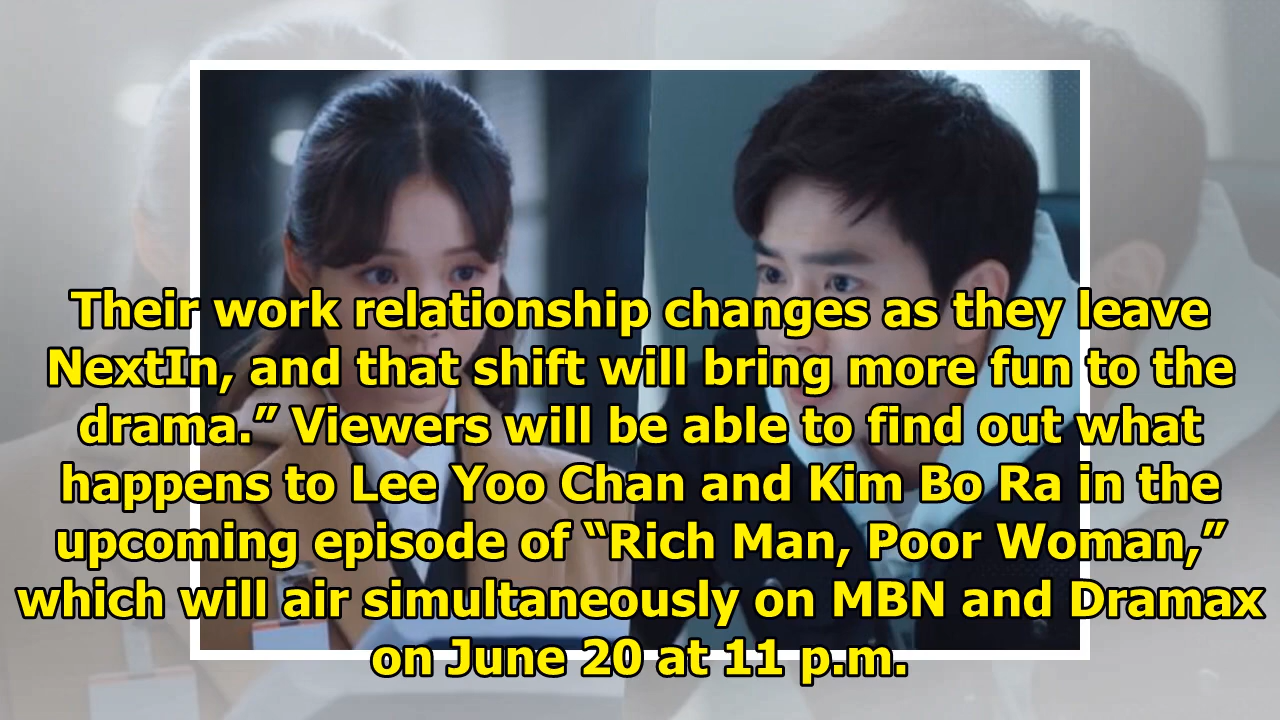 Their work relationship changes as they leave
NextIn, and that shift will bring more fun to the
drama.” Viewers will be able to find out what
happens to Lee Yoo Chan and Kim Bo Ra in the
upcoming episode of “Rich Man, Poor Woman,”
which will air simultaneously on MBN and Dramax
on June 20 at 11 p.m.